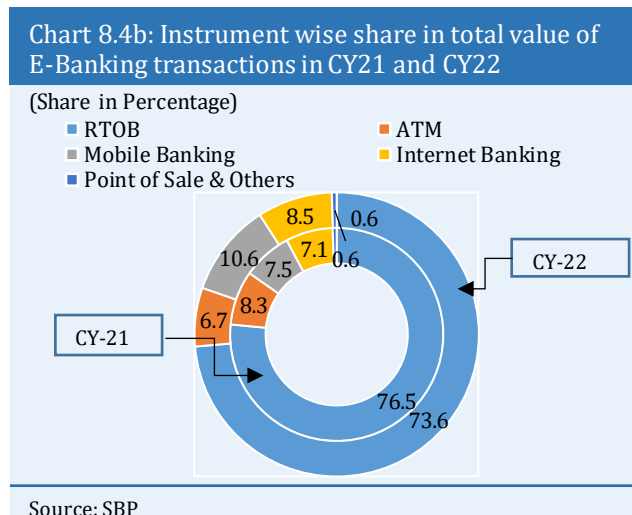 Chart 8.4b: Instrument wise share in total value of
E-Banking transactions in CY21 and CY22
(Share in Percentage)
RTOB
ATM
Mobile Banking
Internet Banking
Point of Sale & Others
8.5
0.6
10.6
7.5
7.1
0.6
CY-22
6.7
8.3
CY-21
76.5
73.6
Source: SBP